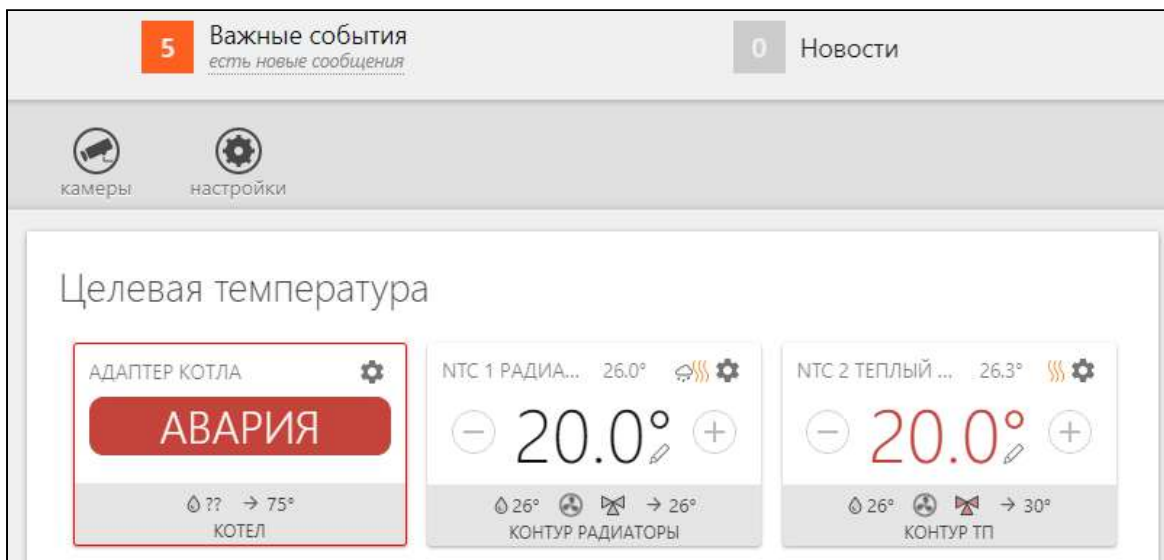 5
Важные события
есть новые сообщения
0
Новости
камеры
настройки
Целевая температура
АДАПТЕР КОТЛА
АВАРИЯ
?? → 75°
КОТЕЛ
NTC 1 РАДИА... 26.0°
20.0°
26° → 26°
КОНТУР РАДИАТОРЫ
NTC 2 ТЕПЛЫЙ ... 26.3°
20.0°
26° → 30°
КОНТУР ТП